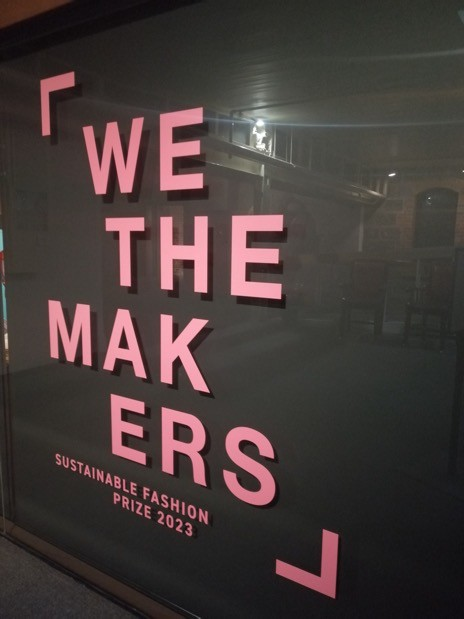 WE
THE
MAK
ERS
SUSTAINABLE FASHION
PRIZE 2023